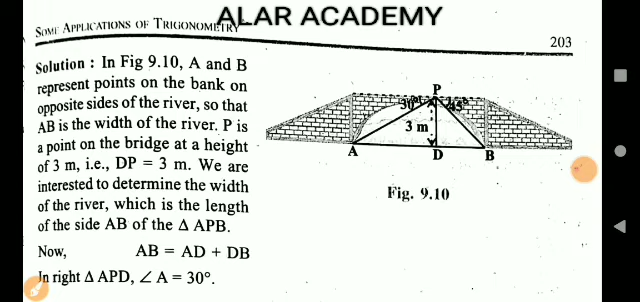 SOME APPLICATIONS OF TRIGONOMETRY
ALAR ACADEMY
203
Solution : In Fig 9.10, A and B
represent points on the bank on
opposite sides of the river, so that
AB is the width of the river. P is
a point on the bridge at a height
of 3 m, i.e., DP = 3 m. We are
interested to determine the width
of the river, which is the length
of the side AB of the Δ APB.
Now, AB = AD + DB
In right Δ APD, ∠ A = 30°.
P
30° 45°
3 m
A D B
Fig. 9.10